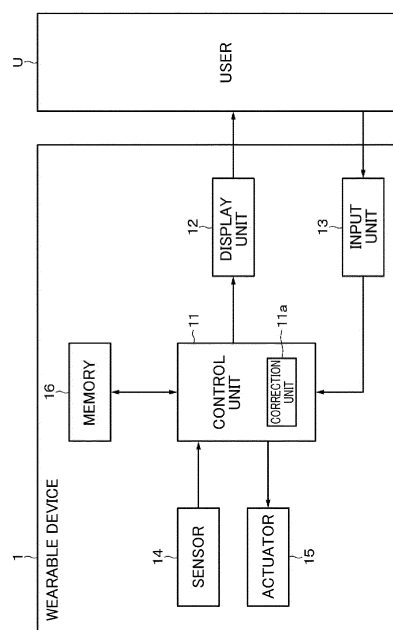 1
WEARABLE DEVICE
14
SENSOR
ACTUATOR
15
16
MEMORY
11
CONTROL
UNIT
11a
CORRECTION
UNIT
12
DISPLAY
UNIT
13
INPUT
UNIT
U
USER